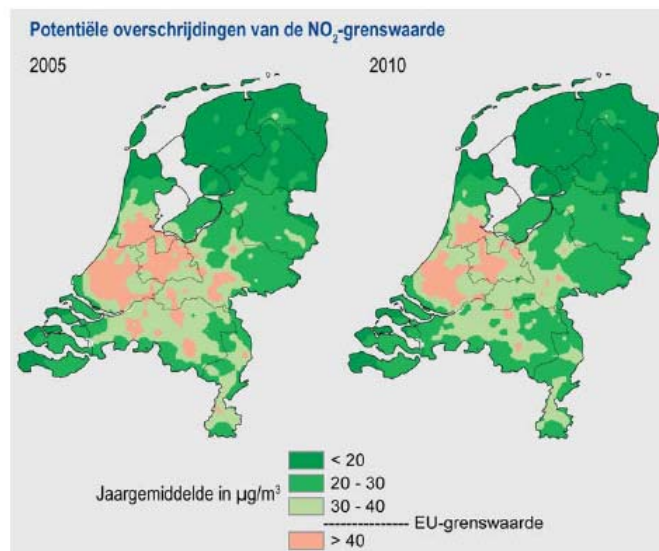 Potentiële overschrijdingen van de NO₂-grenswaarde
2005
2010
Jaargemiddelde in µg/m³
< 20
20 - 30
30 - 40
EU-grenswaarde
> 40